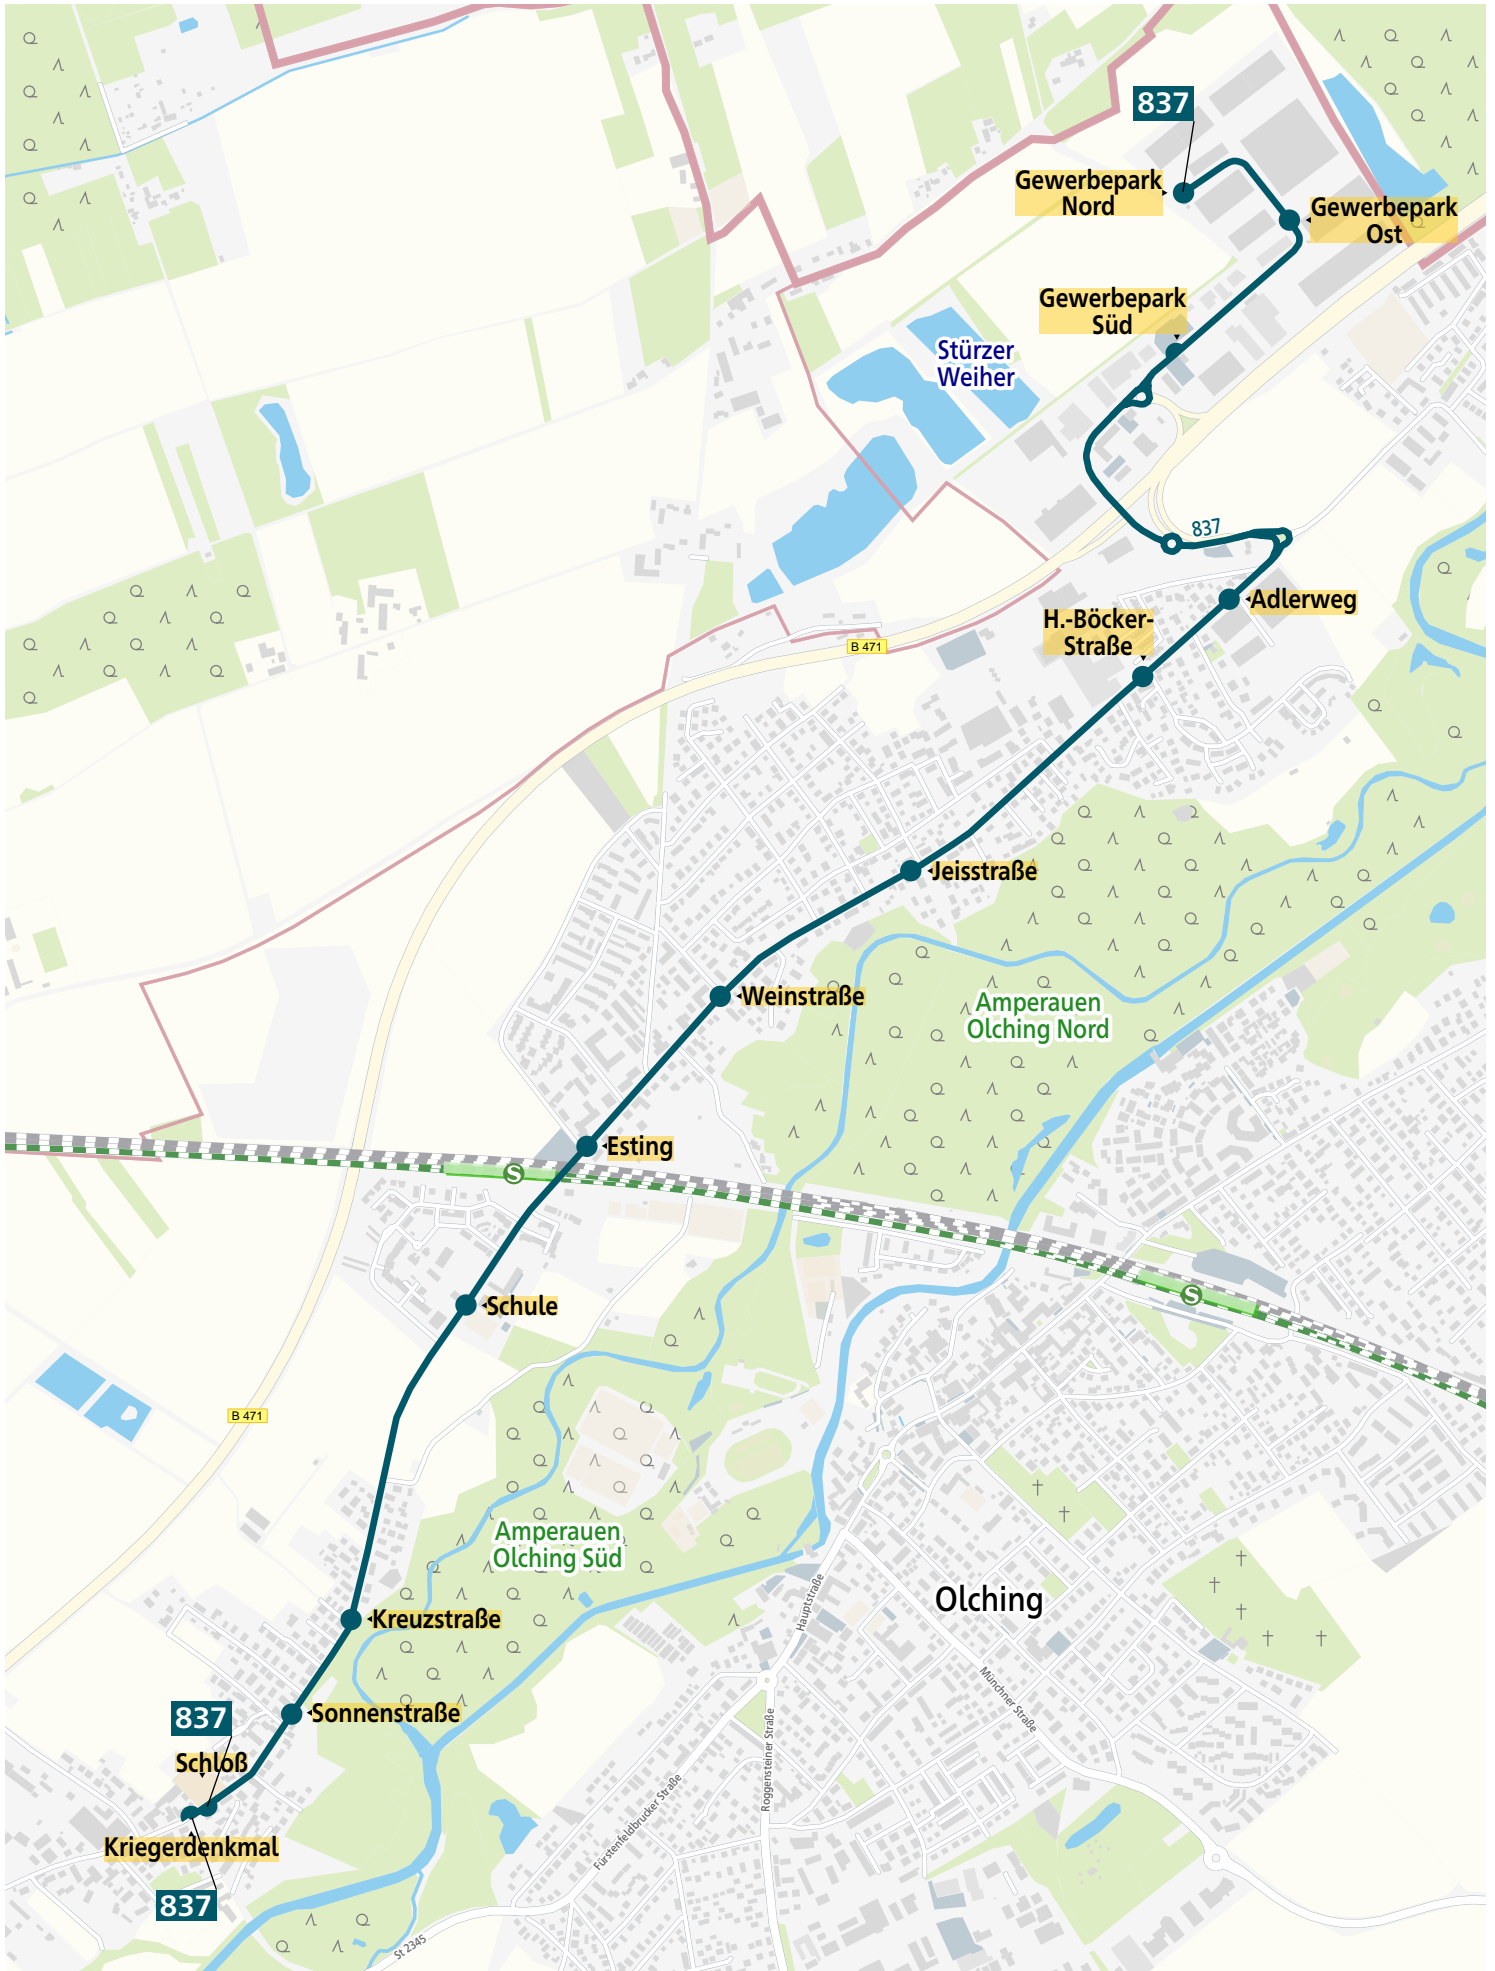 837
Gewerbepark
Nord
Gewerbepark
Ost
Gewerbepark
Süd
Stürzer
Weiher
837
Adlerweg
H.-Böcker-
Straße
B 471
Jeisstraße
Weinstraße
Amperauen
Olching Nord
Esting
S
Schule
S
B 471
Amperauen
Olching Süd
Hauptstraße
Olching
Kreuzstraße
Münchner Straße
Sonnenstraße
837
Schloß
Roggensteiner Straße
Fürstenfeldbrucker Straße
Kriegerdenkmal
837
St 2345